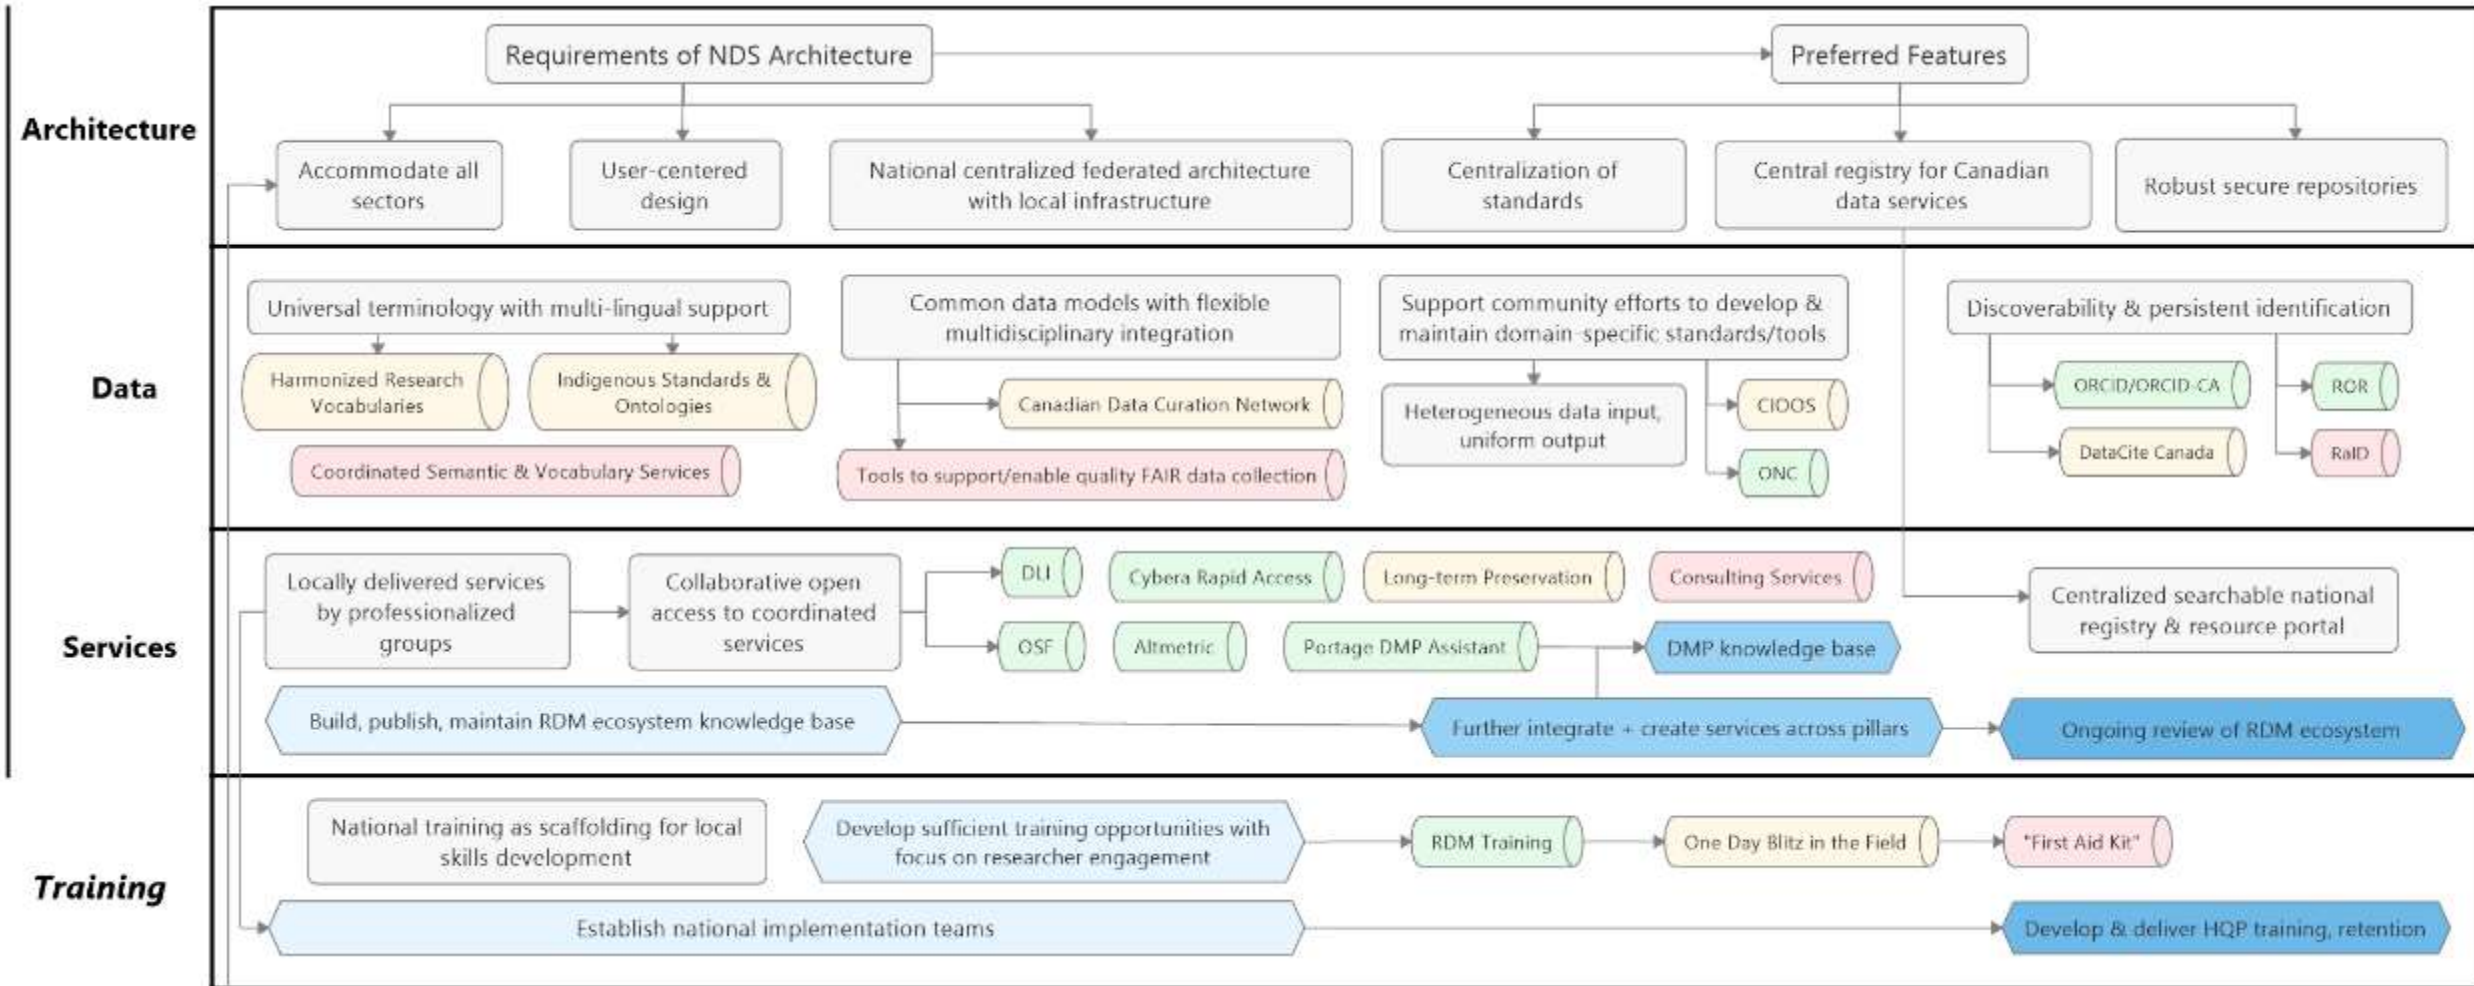 Architecture
Requirements of NDS Architecture
Preferred Features
Accommodate all
sectors
User-centered
design
National centralized federated architecture
with local infrastructure
Centralization of
standards
Central registry for Canadian
data services
Robust secure repositories
Data
Universal terminology with multi-lingual support
Harmonized Research
Vocabularies
Indigenous Standards &
Ontologies
Coordinated Semantic & Vocabulary Services
Common data models with flexible
multidisciplinary integration
Canadian Data Curation Network
Tools to support/enable quality FAIR data collection
Support community efforts to develop &
maintain domain-specific standards/tools
Heterogeneous data input,
uniform output
CIOOS
ONC
Discoverability & persistent identification
ORCID/ORCID-CA
ROR
DataCite Canada
RaID
Services
Locally delivered services
by professionalized
groups
Collaborative open
access to coordinated
services
DLI
Cybera Rapid Access
Long-term Preservation
Consulting Services
OSF
Altmetric
Portage DMP Assistant
DMP knowledge base
Centralized searchable national
registry & resource portal
Build, publish, maintain RDM ecosystem knowledge base
Further integrate + create services across pillars
Ongoing review of RDM ecosystem
Training
National training as scaffolding for local
skills development
Develop sufficient training opportunities with
focus on researcher engagement
RDM Training
One Day Blitz in the Field
"First Aid Kit"
Establish national implementation teams
Develop & deliver HQP training, retention